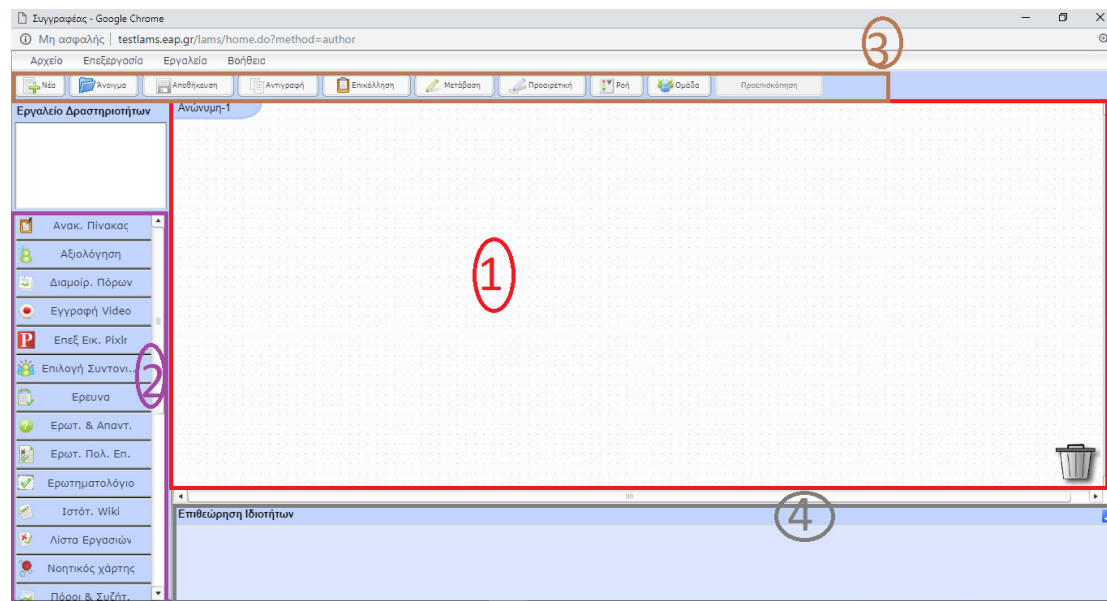 Συγγραφέας - Google Chrome
Μη ασφαλής | testlams.eap.gr/lams/home.do?method=author
Αρχείο Επεξεργασία Εργαλεία Βοήθεια
3
Νέα Άνοιγμα Αποθήκευση Αντιγραφή Επικόλληση Μετάβαση Προαιρετική Ροή Ομάδα Προεπισκόπηση
Εργαλείο Δραστηριοτήτων
Ανώνυμη-1
Ανακ. Πίνακας
Αξιολόγηση
Διαμοίρ. Πόρων
Εγγραφή Video
Επεξ Εικ. Pixlr
Επιλογή Συντονι...
Ερευνα
Ερωτ. & Απαντ.
Ερωτ. Πολ. Επ.
Ερωτηματολόγιο
Ιστότ. Wiki
Λίστα Εργασιών
Νοητικός χάρτης
Πόροι & Συζήτ.
2
1
4
Επιθεώρηση Ιδιοτήτων